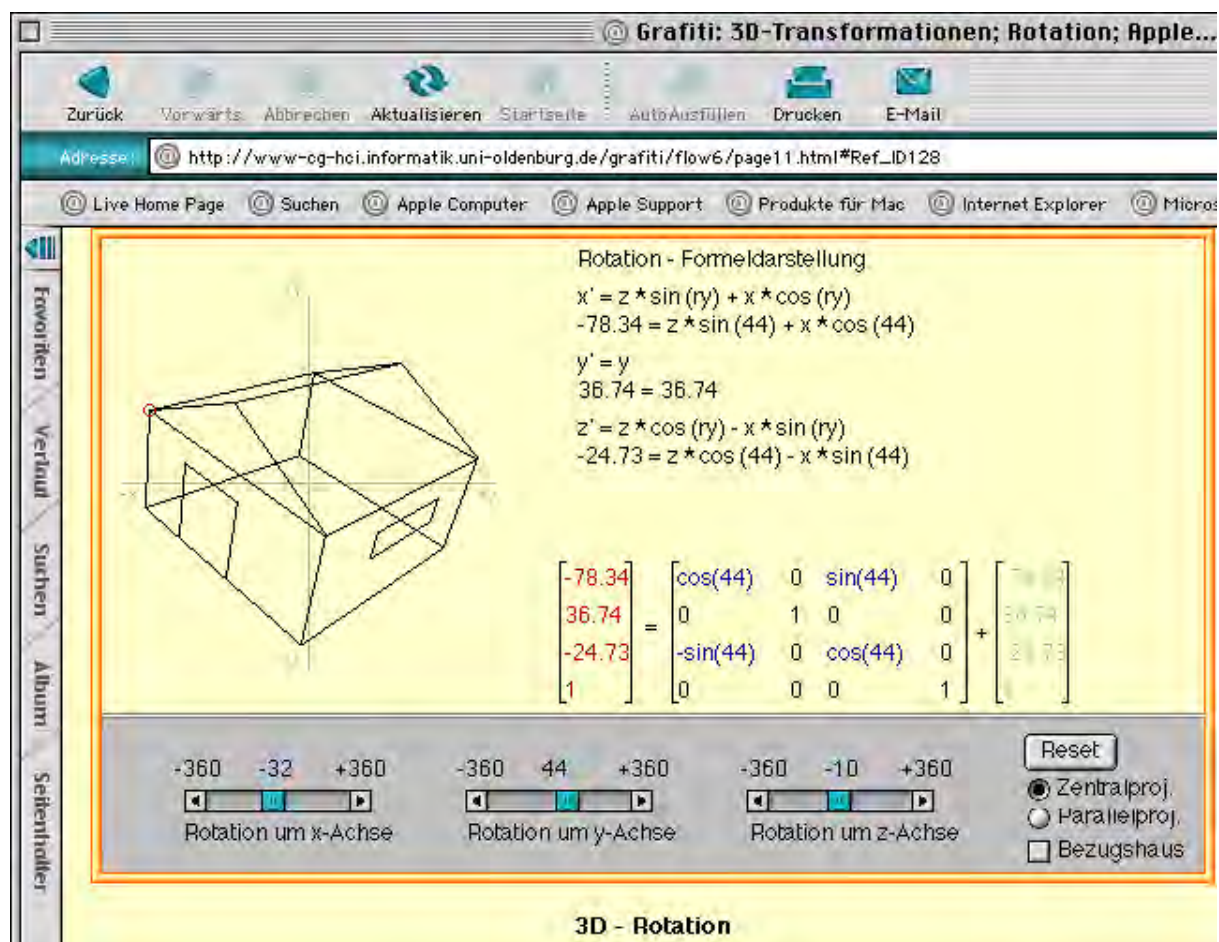 Grafiti: 3D-Transformationen; Rotation; Apple...
Zurück Vorwärts Abbrechen Aktualisieren Startseite AutoAusfüllen Drucken E-Mail
Adresse: http://www-cg-hci.informatik.uni-oldenburg.de/grafiti/flow6/page11.html#Ref_ID128
Live Home Page Suchen Apple Computer Apple Support Produkte für Mac Internet Explorer Micros
Favoriten
Verlauf
Suchen
Album
Seitenhalter
Rotation - Formeldarstellung
x' = z * sin (ry) + x * cos (ry)
-78.34 = z * sin (44) + x * cos (44)
y' = y
36.74 = 36.74
z' = z * cos (ry) - x * sin (ry)
-24.73 = z * cos (44) - x * sin (44)
-x
-78.34 cos(44) 0 sin(44) 0
36.74 = 0 1 0 0 +
-24.73 -sin(44) 0 cos(44) 0
1 0 0 0 1
-360 -32 +360 -360 44 +360 -360 -10 +360
Rotation um x-Achse Rotation um y-Achse Rotation um z-Achse
Reset
Zentralproj.
Parallelproj.
Bezugshaus
3D - Rotation